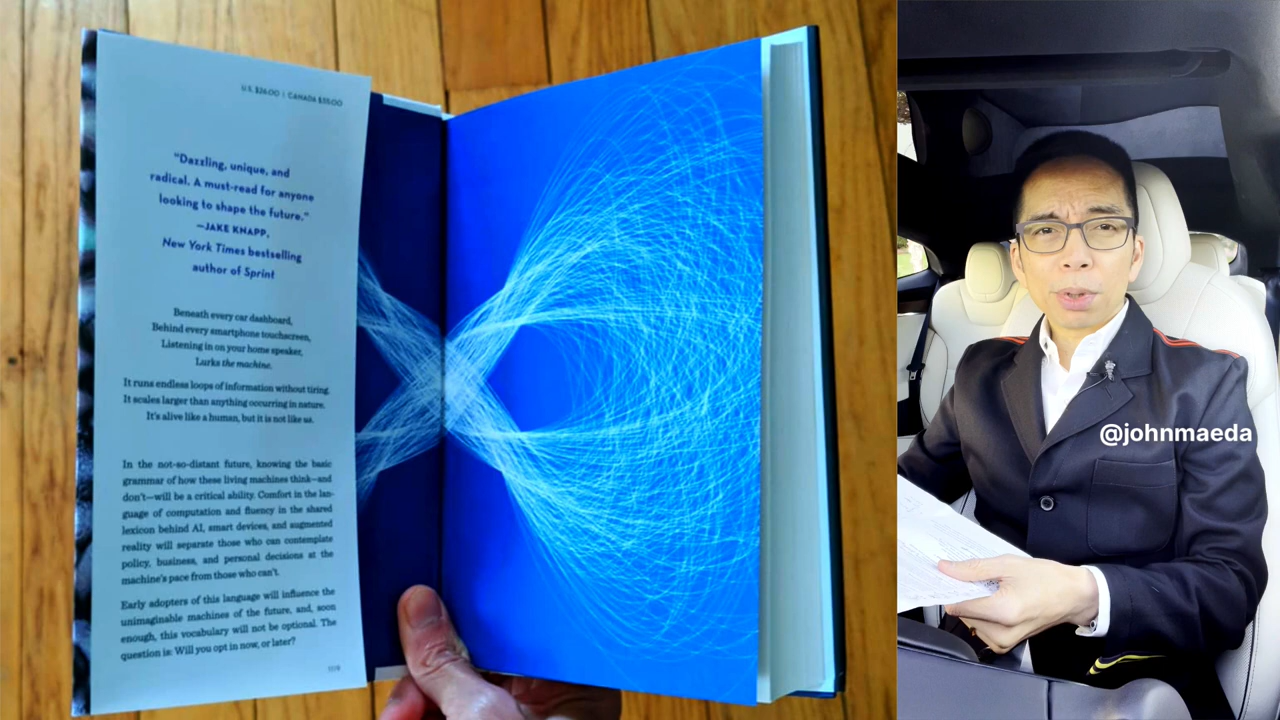 U.S. $26.00 | CANADA $35.00
"Dazzling, unique, and
radical. A must-read for anyone
looking to shape the future."
—JAKE KNAPP,
New York Times bestselling
author of Sprint
Beneath every car dashboard,
Behind every smartphone touchscreen,
Listening in on your home speaker,
Lurks the machine.
It runs endless loops of information without tiring.
It scales larger than anything occurring in nature.
It's alive like a human, but it is not like us.
In the not-so-distant future, knowing the basic
grammar of how these living machines think—and
don't—will be a critical ability. Comfort in the lan-
guage of computation and fluency in the shared
lexicon behind AI, smart devices, and augmented
reality will separate those who can contemplate
policy, business, and personal decisions at the
machine's pace from those who can't.
Early adopters of this language will influence the
unimaginable machines of the future, and, soon
enough, this vocabulary will not be optional. The
question is: Will you opt in now, or later?
1119
@johnmaeda